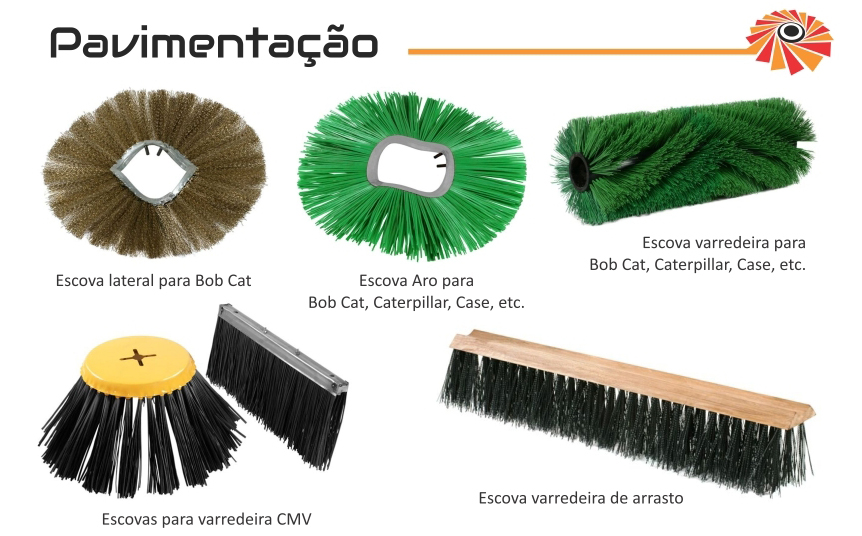 Pavimentação
Escova lateral para Bob Cat
Escova Aro para
Bob Cat, Caterpillar, Case, etc.
Escova varredeira para
Bob Cat, Caterpillar, Case, etc.
Escovas para varredeira CMV
Escova varredeira de arrasto